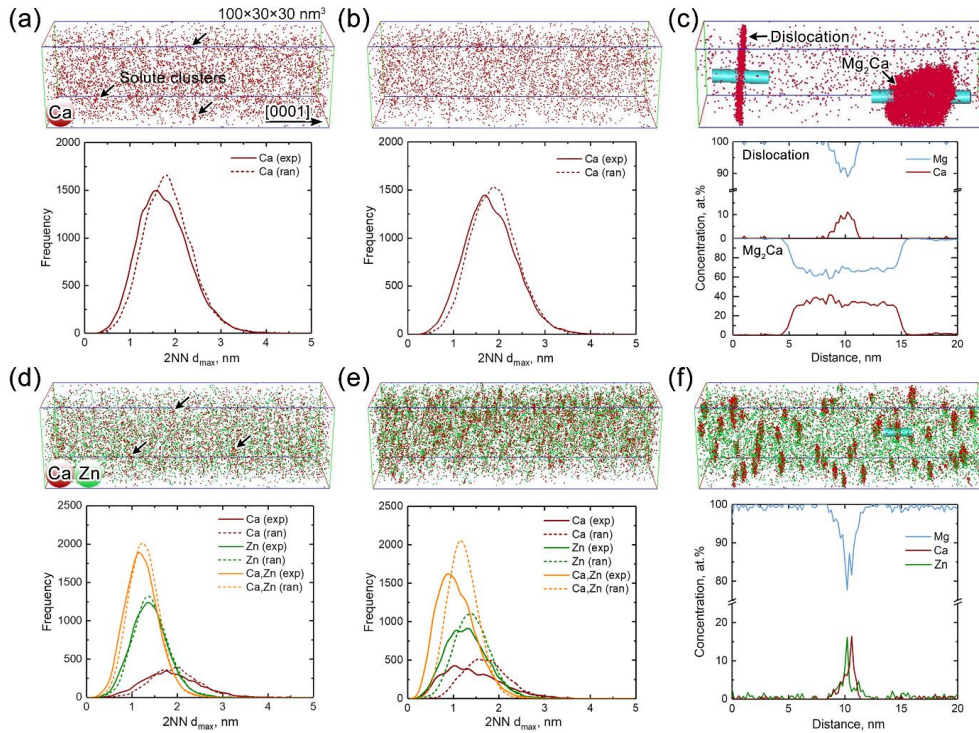 (a)
100×30×30 nm³
Solute clusters
Ca
[0001]
Ca (exp)
Ca (ran)
1500
1000
500
0
Frequency
0 1 2 3 4 5
2NN dmax, nm
(b)
Ca (exp)
Ca (ran)
1500
1000
500
0
Frequency
0 1 2 3 4 5
2NN dmax, nm
(c)
Dislocation
Mg₂Ca
Dislocation
Mg
Ca
100
90
10
0
Mg₂Ca
80
60
40
20
0
Concentration, at.%
0 5 10 15 20
Distance, nm
(d)
Ca Zn
2500
2000
1500
1000
500
0
Frequency
Ca (exp)
Ca (ran)
Zn (exp)
Zn (ran)
Ca,Zn (exp)
Ca,Zn (ran)
0 1 2 3 4 5
2NN dmax, nm
(e)
2500
2000
1500
1000
500
0
Frequency
Ca (exp)
Ca (ran)
Zn (exp)
Zn (ran)
Ca,Zn (exp)
Ca,Zn (ran)
0 1 2 3 4 5
2NN dmax, nm
(f)
100
90
80
20
10
0
Concentration, at.%
Mg
Ca
Zn
0 5 10 15 20
Distance, nm